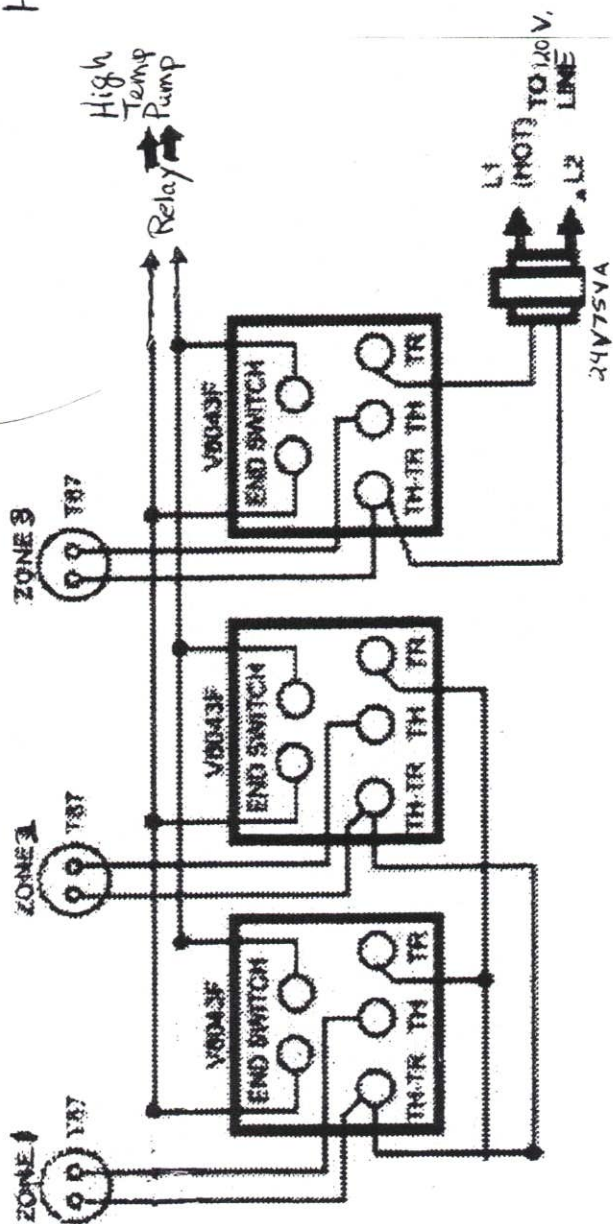 H
High
Temp
Pump
Relay
ZONE 1
T87
ZONE 2
T87
ZONE 3
T87
V8043F
END SWITCH
TH-TR TH TR
V8043F
END SWITCH
TH-TR TH TR
V8043F
END SWITCH
TH-TR TH TR
L1
(HOT) TO 120 V.
LINE
L2
24V75VA